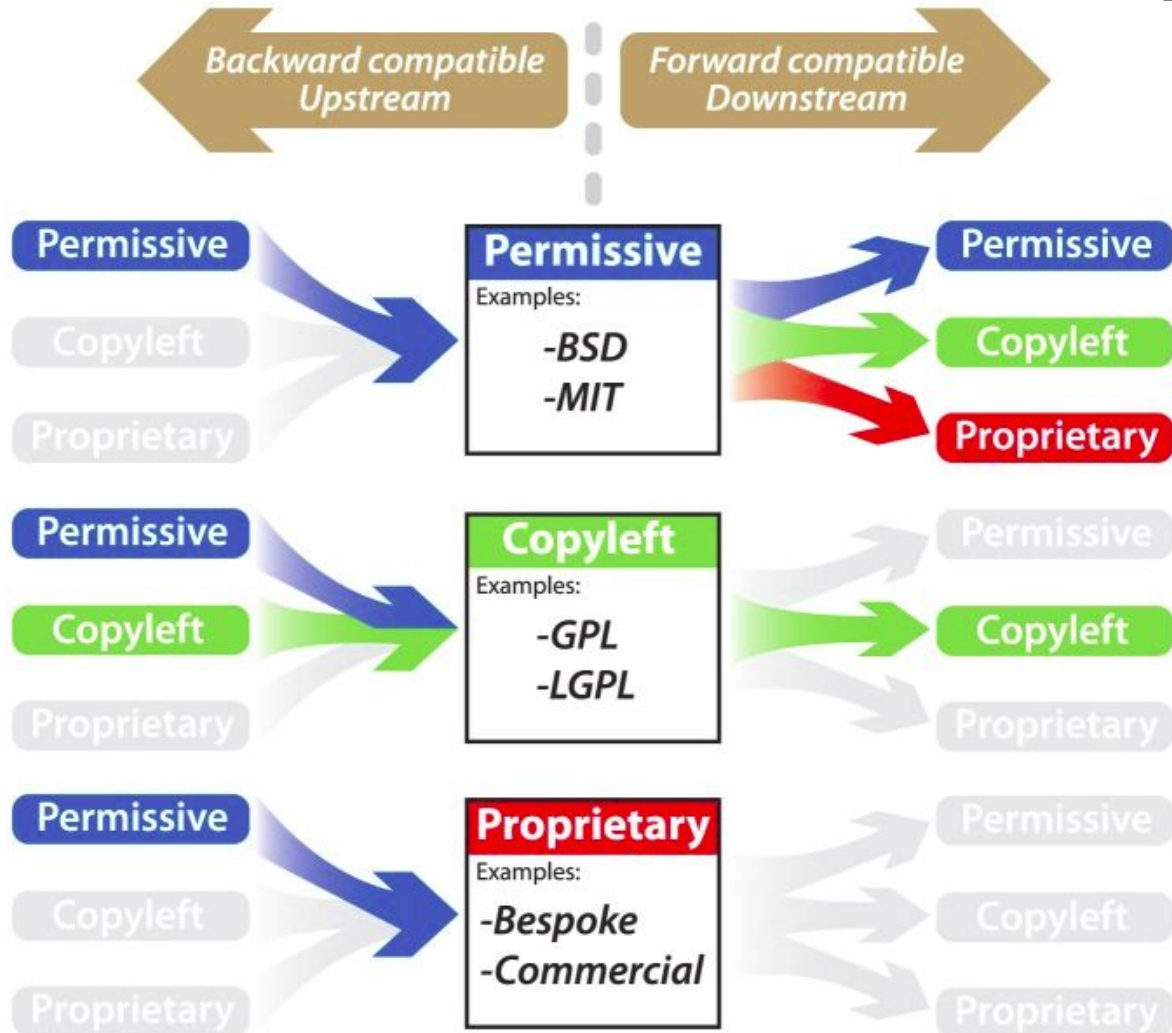 Backward compatible
Upstream
Forward compatible
Downstream
Permissive
Copyleft
Proprietary
Permissive
Examples:
-BSD
-MIT
Permissive
Copyleft
Proprietary
Permissive
Copyleft
Proprietary
Copyleft
Examples:
-GPL
-LGPL
Permissive
Copyleft
Proprietary
Permissive
Copyleft
Proprietary
Proprietary
Examples:
-Bespoke
-Commercial
Permissive
Copyleft
Proprietary